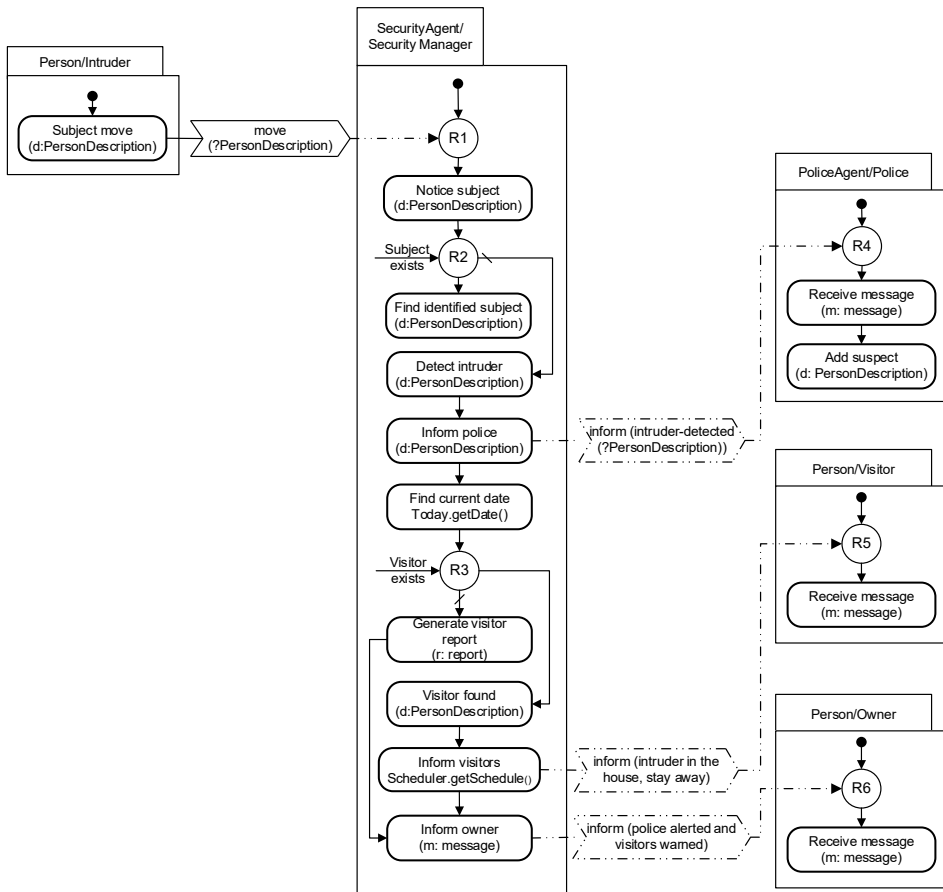 Person/Intruder
Subject move
(d:PersonDescription)
move
(?PersonDescription)
SecurityAgent/
Security Manager
R1
Notice subject
(d:PersonDescription)
Subject
exists
R2
Find identified subject
(d:PersonDescription)
Detect intruder
(d:PersonDescription)
Inform police
(d:PersonDescription)
Find current date
Today.getDate()
Visitor
exists
R3
Generate visitor
report
(r: report)
Visitor found
(d:PersonDescription)
Inform visitors
Scheduler.getSchedule()
Inform owner
(m: message)
inform (intruder-detected
(?PersonDescription))
inform (intruder in the
house, stay away)
inform (police alerted and
visitors warned)
PoliceAgent/Police
R4
Receive message
(m: message)
Add suspect
(d: PersonDescription)
Person/Visitor
R5
Receive message
(m: message)
Person/Owner
R6
Receive message
(m: message)